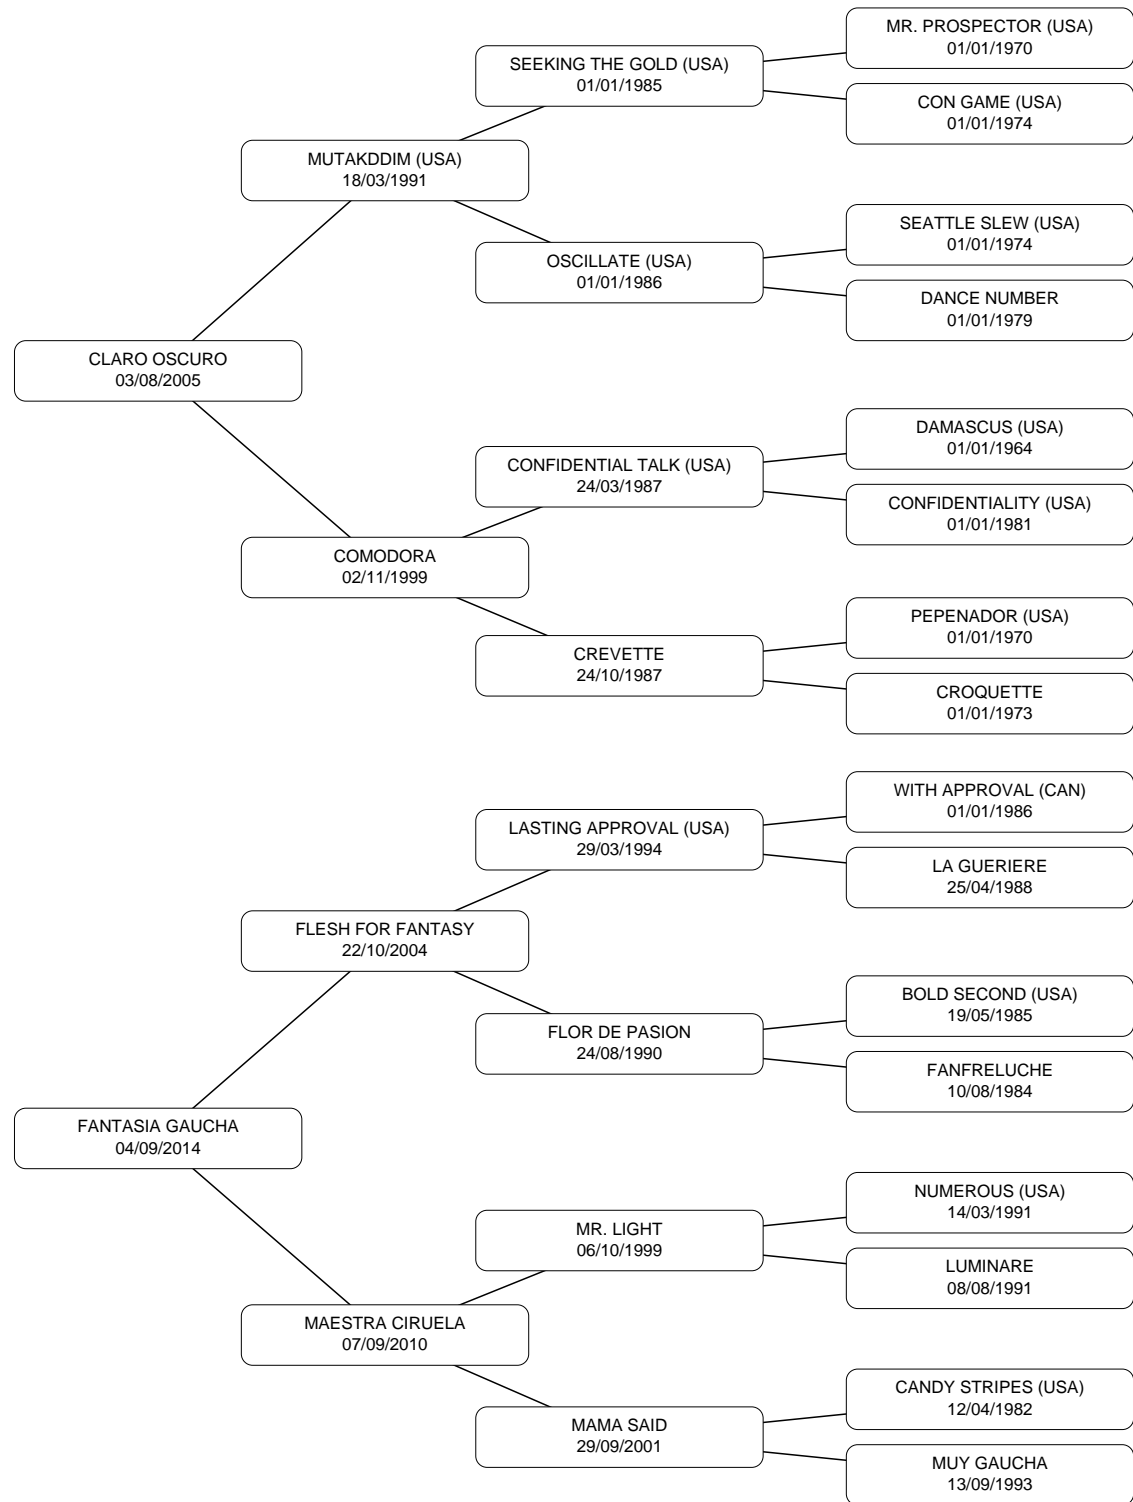 MR. PROSPECTOR (USA)
01/01/1970
SEEKING THE GOLD (USA)
01/01/1985
CON GAME (USA)
01/01/1974
MUTAKDDIM (USA)
18/03/1991
SEATTLE SLEW (USA)
01/01/1974
OSCILLATE (USA)
01/01/1986
DANCE NUMBER
01/01/1979
CLARO OSCURO
03/08/2005
DAMASCUS (USA)
01/01/1964
CONFIDENTIAL TALK (USA)
24/03/1987
CONFIDENTIALITY (USA)
01/01/1981
COMODORA
02/11/1999
PEPENADOR (USA)
01/01/1970
CREVETTE
24/10/1987
CROQUETTE
01/01/1973
WITH APPROVAL (CAN)
01/01/1986
LASTING APPROVAL (USA)
29/03/1994
LA GUERIERE
25/04/1988
FLESH FOR FANTASY
22/10/2004
BOLD SECOND (USA)
19/05/1985
FLOR DE PASION
24/08/1990
FANFRELUCHE
10/08/1984
FANTASIA GAUCHA
04/09/2014
NUMEROUS (USA)
14/03/1991
MR. LIGHT
06/10/1999
LUMINARE
08/08/1991
MAESTRA CIRUELA
07/09/2010
CANDY STRIPES (USA)
12/04/1982
MAMA SAID
29/09/2001
MUY GAUCHA
13/09/1993